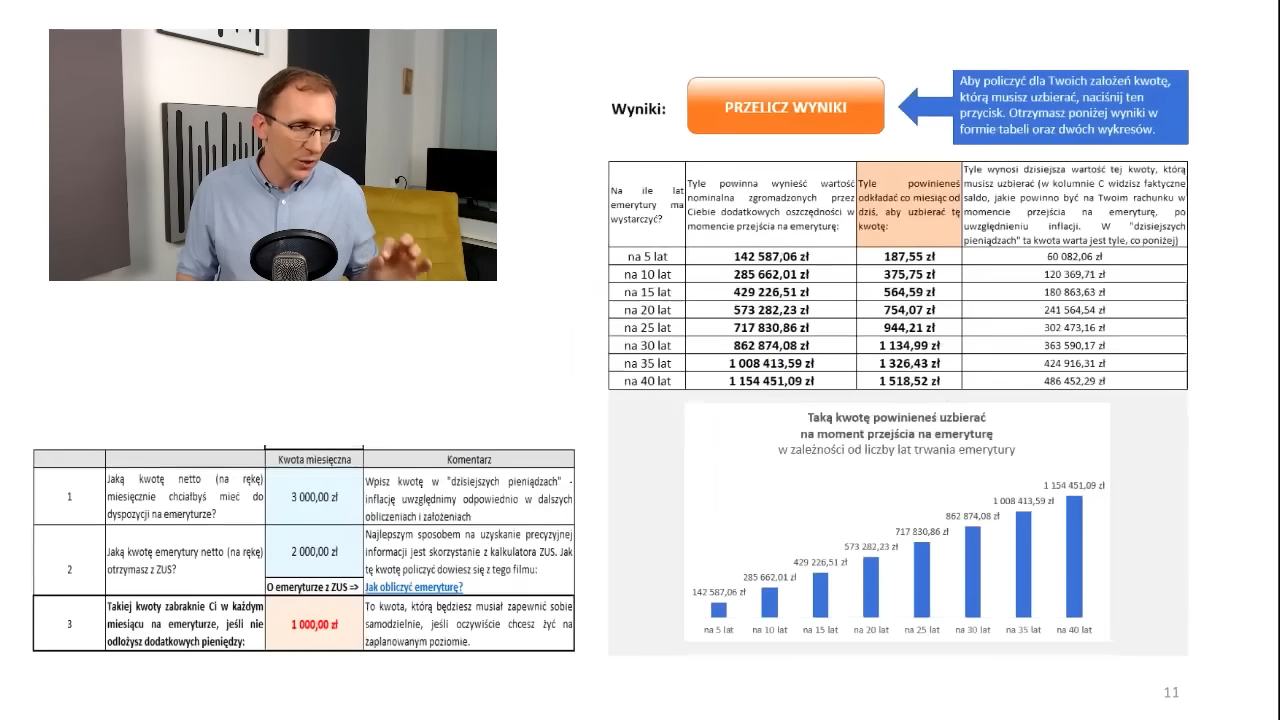 Wyniki:
PRZELICZ WYNIKI
Aby policzyć dla Twoich założeń kwotę,
którą musisz uzbierać, naciśnij ten
przycisk. Otrzymasz poniżej wyniki w
formie tabeli oraz dwóch wykresów.
Na ile lat
emerytury ma
wystarczyć?
Tyle powinna wynieść wartość
nominalna zgromadzonych przez
Ciebie dodatkowych oszczędności w
momencie przejścia na emeryturę:
Tyle powinieneś
odkładać co miesiąc od
dziś, aby uzbierać tę
kwotę:
Tyle wynosi dzisiejsza wartość tej kwoty, którą
musisz uzbierać (w kolumnie C widzisz faktyczne
saldo, jakie powinno być na Twoim rachunku w
momencie przejścia na emeryturę, po
uwzględnieniu inflacji. W "dzisiejszych
pieniądzach" ta kwota warta jest tyle, co poniżej)
na 5 lat 142 587,06 zł 187,55 zł 60 082,06 zł
na 10 lat 285 662,01 zł 375,75 zł 120 369,71 zł
na 15 lat 429 226,51 zł 564,59 zł 180 863,63 zł
na 20 lat 573 282,23 zł 754,07 zł 241 564,54 zł
na 25 lat 717 830,86 zł 944,21 zł 302 473,16 zł
na 30 lat 862 874,08 zł 1 134,99 zł 363 590,17 zł
na 35 lat 1 008 413,59 zł 1 326,43 zł 424 916,31 zł
na 40 lat 1 154 451,09 zł 1 518,52 zł 486 452,29 zł
Taką kwotę powinieneś uzbierać
na moment przejścia na emeryturę
w zależności od liczby lat trwania emerytury
142 587,06 zł
285 662,01 zł
429 226,51 zł
573 282,23 zł
717 830,86 zł
862 874,08 zł
1 008 413,59 zł
1 154 451,09 zł
na 5 lat na 10 lat na 15 lat na 20 lat na 25 lat na 30 lat na 35 lat na 40 lat
Kwota miesięczna Komentarz
1
Jaką kwotę netto (na rękę)
miesięcznie chciałbyś mieć do
dyspozycji na emeryturze?
3 000,00 zł
Wpisz kwotę w "dzisiejszych pieniądzach" -
inflację uwzględnimy odpowiednio w dalszych
obliczeniach i założeniach
2
Jaką kwotę emerytury netto (na rękę)
otrzymasz z ZUS?
2 000,00 zł
O emeryturze z ZUS =>
Najlepszym sposobem na uzyskanie precyzyjnej
informacji jest skorzystanie z kalkulatora ZUS. Jak
tę kwotę policzyć dowiesz się z tego filmu:
Jak obliczyć emeryturę?
3
Takiej kwoty zabraknie Ci w każdym
miesiącu na emeryturze, jeśli nie
odłożysz dodatkowych pieniędzy:
1 000,00 zł
To kwota, którą będziesz musiał zapewnić sobie
samodzielnie, jeśli oczywiście chcesz żyć na
zaplanowanym poziomie.
11